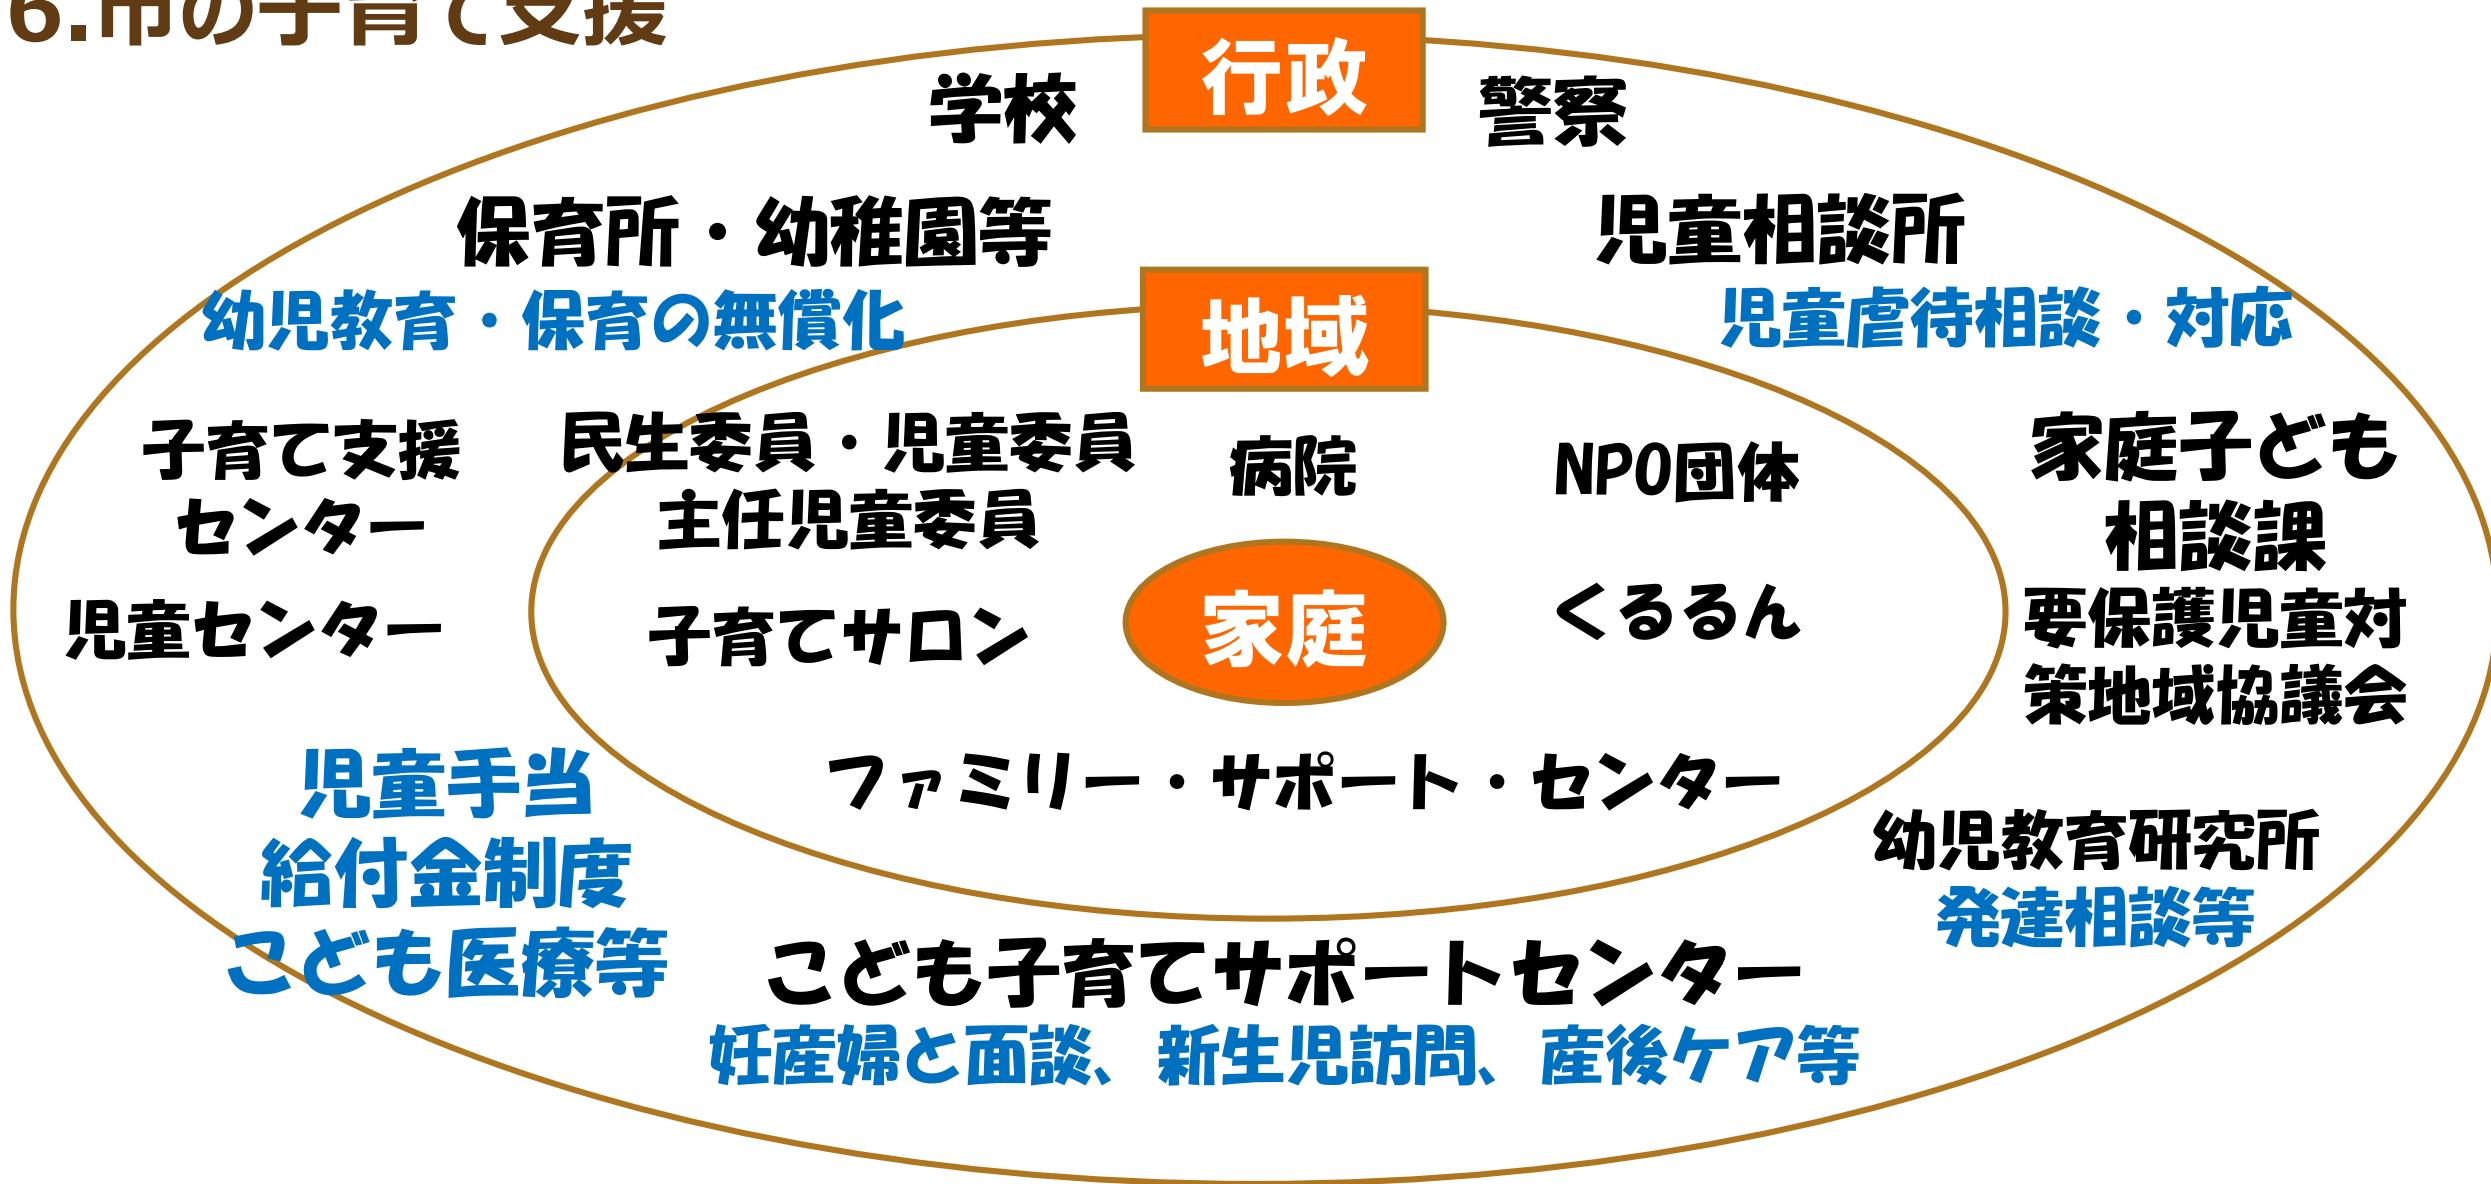 6.市の子育て支援
行政
学校
警察
保育所・幼稚園等
児童相談所
幼児教育・保育の無償化
児童虐待相談・対応
地域
子育て支援
センター
児童センター
民生委員・児童委員
主任児童委員
病院
NPO団体
子育てサロン
家庭
くるるん
家庭子ども
相談課
要保護児童対
策地域協議会
ファミリー・サポート・センター
児童手当
給付金制度
こども医療等
幼児教育研究所
発達相談等
こども子育てサポートセンター
妊産婦と面談、新生児訪問、産後ケア等